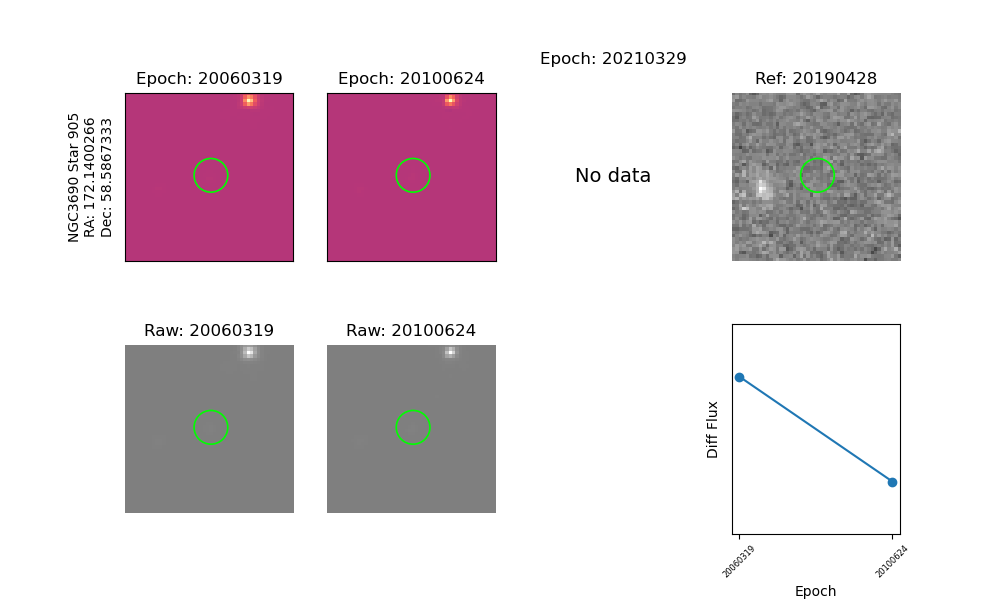 Epoch: 20060319
Epoch: 20100624
Epoch: 20210329
Ref: 20190428
NGC3690 Star 905
RA: 172.1400266
Dec: 58.5867333
No data
Raw: 20060319
Raw: 20100624
Diff Flux
20060319
20100624
Epoch